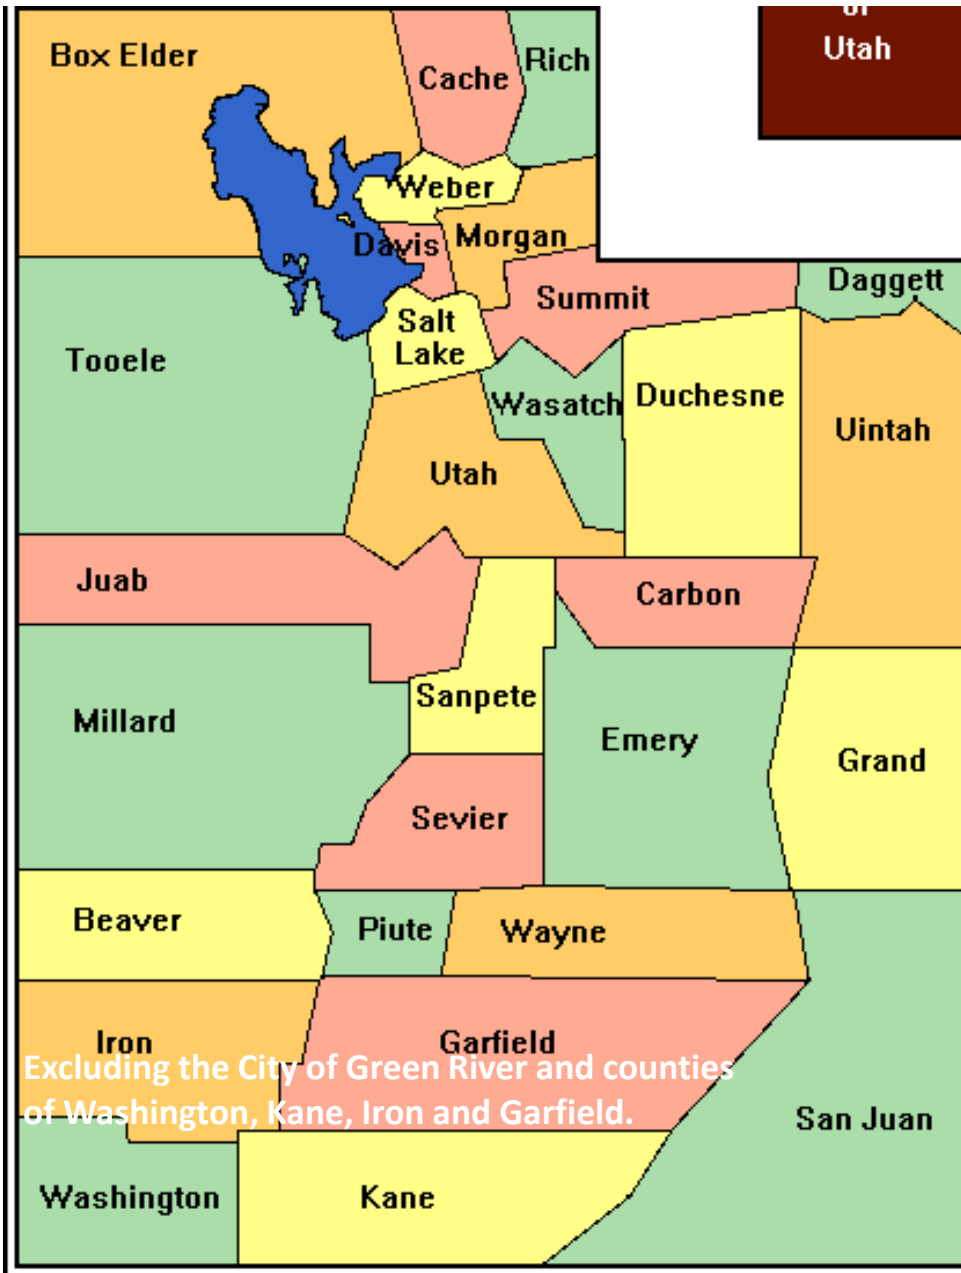 of
Utah
Box Elder
Cache
Rich
Weber
Davis
Morgan
Daggett
Summit
Salt
Lake
Tooele
Wasatch
Duchesne
Uintah
Utah
Juab
Carbon
Sanpete
Millard
Emery
Grand
Sevier
Beaver
Piute
Wayne
Iron
Garfield
Excluding the City of Green River and counties
of Washington, Kane, Iron and Garfield.
San Juan
Washington
Kane